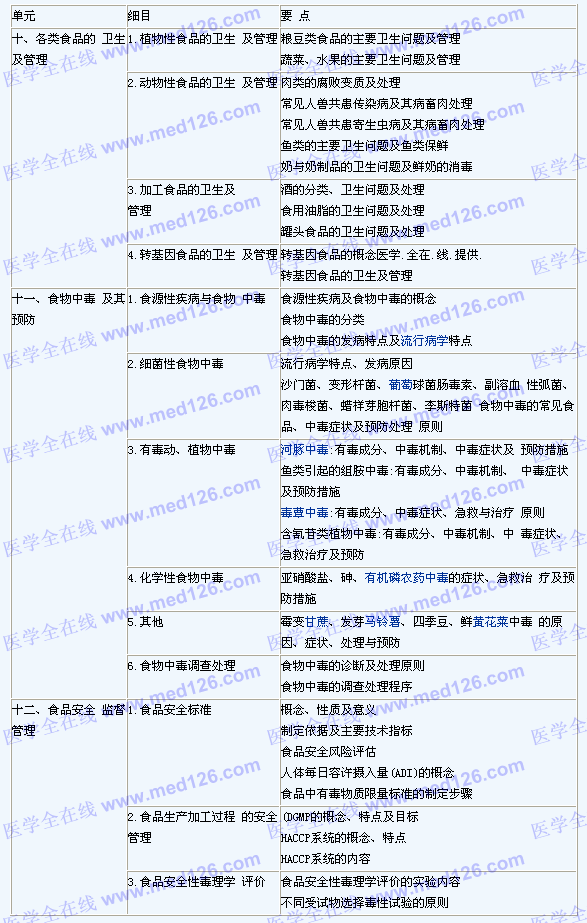 单元 细目 要 点
十、各类食品的 卫生 1.植物性食品的卫生 及管理 粮豆类食品的主要卫生问题及管理
及管理 蔬菜、水果的主要卫生问题及管理
2.动物性食品的卫生 及管理 肉类的腐败变质及处理
常见人兽共患传染病及其病畜肉处理
常见人兽共患寄生虫病及其病畜肉处理
鱼类的主要卫生问题及鱼类保鲜
奶与奶制品的卫生问题及鲜奶的消毒
3.加工食品的卫生及 酒的分类、卫生问题及处理
管理 食用油脂的卫生问题及处理
罐头食品的卫生问题及处理
4.转基因食品的卫生 及管理 转基因食品的概念医学.全在.线.提供.
转基因食品的卫生及管理
十一、食物中毒 及其 1.食源性疾病与食物 中毒 食源性疾病及食物中毒的概念
预防 食物中毒的分类
食物中毒的发病特点及流行病学特点
2.细菌性食物中毒 流行病学特点、发病原因
沙门菌、变形杆菌、葡萄球菌肠毒素、副溶血 性弧菌、
肉毒梭菌、蜡样芽胞杆菌、李斯特菌 食物中毒的常见食
品、中毒症状及预防处理 原则
3.有毒动、植物中毒 河豚中毒:有毒成分、中毒机制、中毒症状及 预防措施
鱼类引起的组胺中毒:有毒成分、中毒机制、 中毒症状
及预防措施
毒蕈中毒:有毒成分、中毒症状、急救与治疗 原则
含氰苷类植物中毒:有毒成分、中毒机制、中 毒症状、
急救治疗及预防
4.化学性食物中毒 亚硝酸盐、砷、有机磷农药中毒的症状、急救治 疗及预
防措施
5.其他 霉变甘蔗、发芽马铃薯、四季豆、鲜黄花菜中毒 的原
因、症状、处理与预防
6.食物中毒调查处理 食物中毒的诊断及处理原则
食物中毒的调查处理程序
十二、食品安全 监督 1.食品安全标准 概念、性质及意义
管理 制定依据及主要技术指标
食品安全风险评估
人体每日容许摄入量(ADI)的概念
食品中有毒物质限量标准的制定步骤
2.食品生产加工过程 的安全 (DGMP的概念、特点及目标
管理 HACCP系统的概念、特点
HACCP系统的内容
3.食品安全性毒理学 评价 食品安全性毒理学评价的实验内容
不同受试物选择毒性试验的原则
医学全在线 www.med126.com